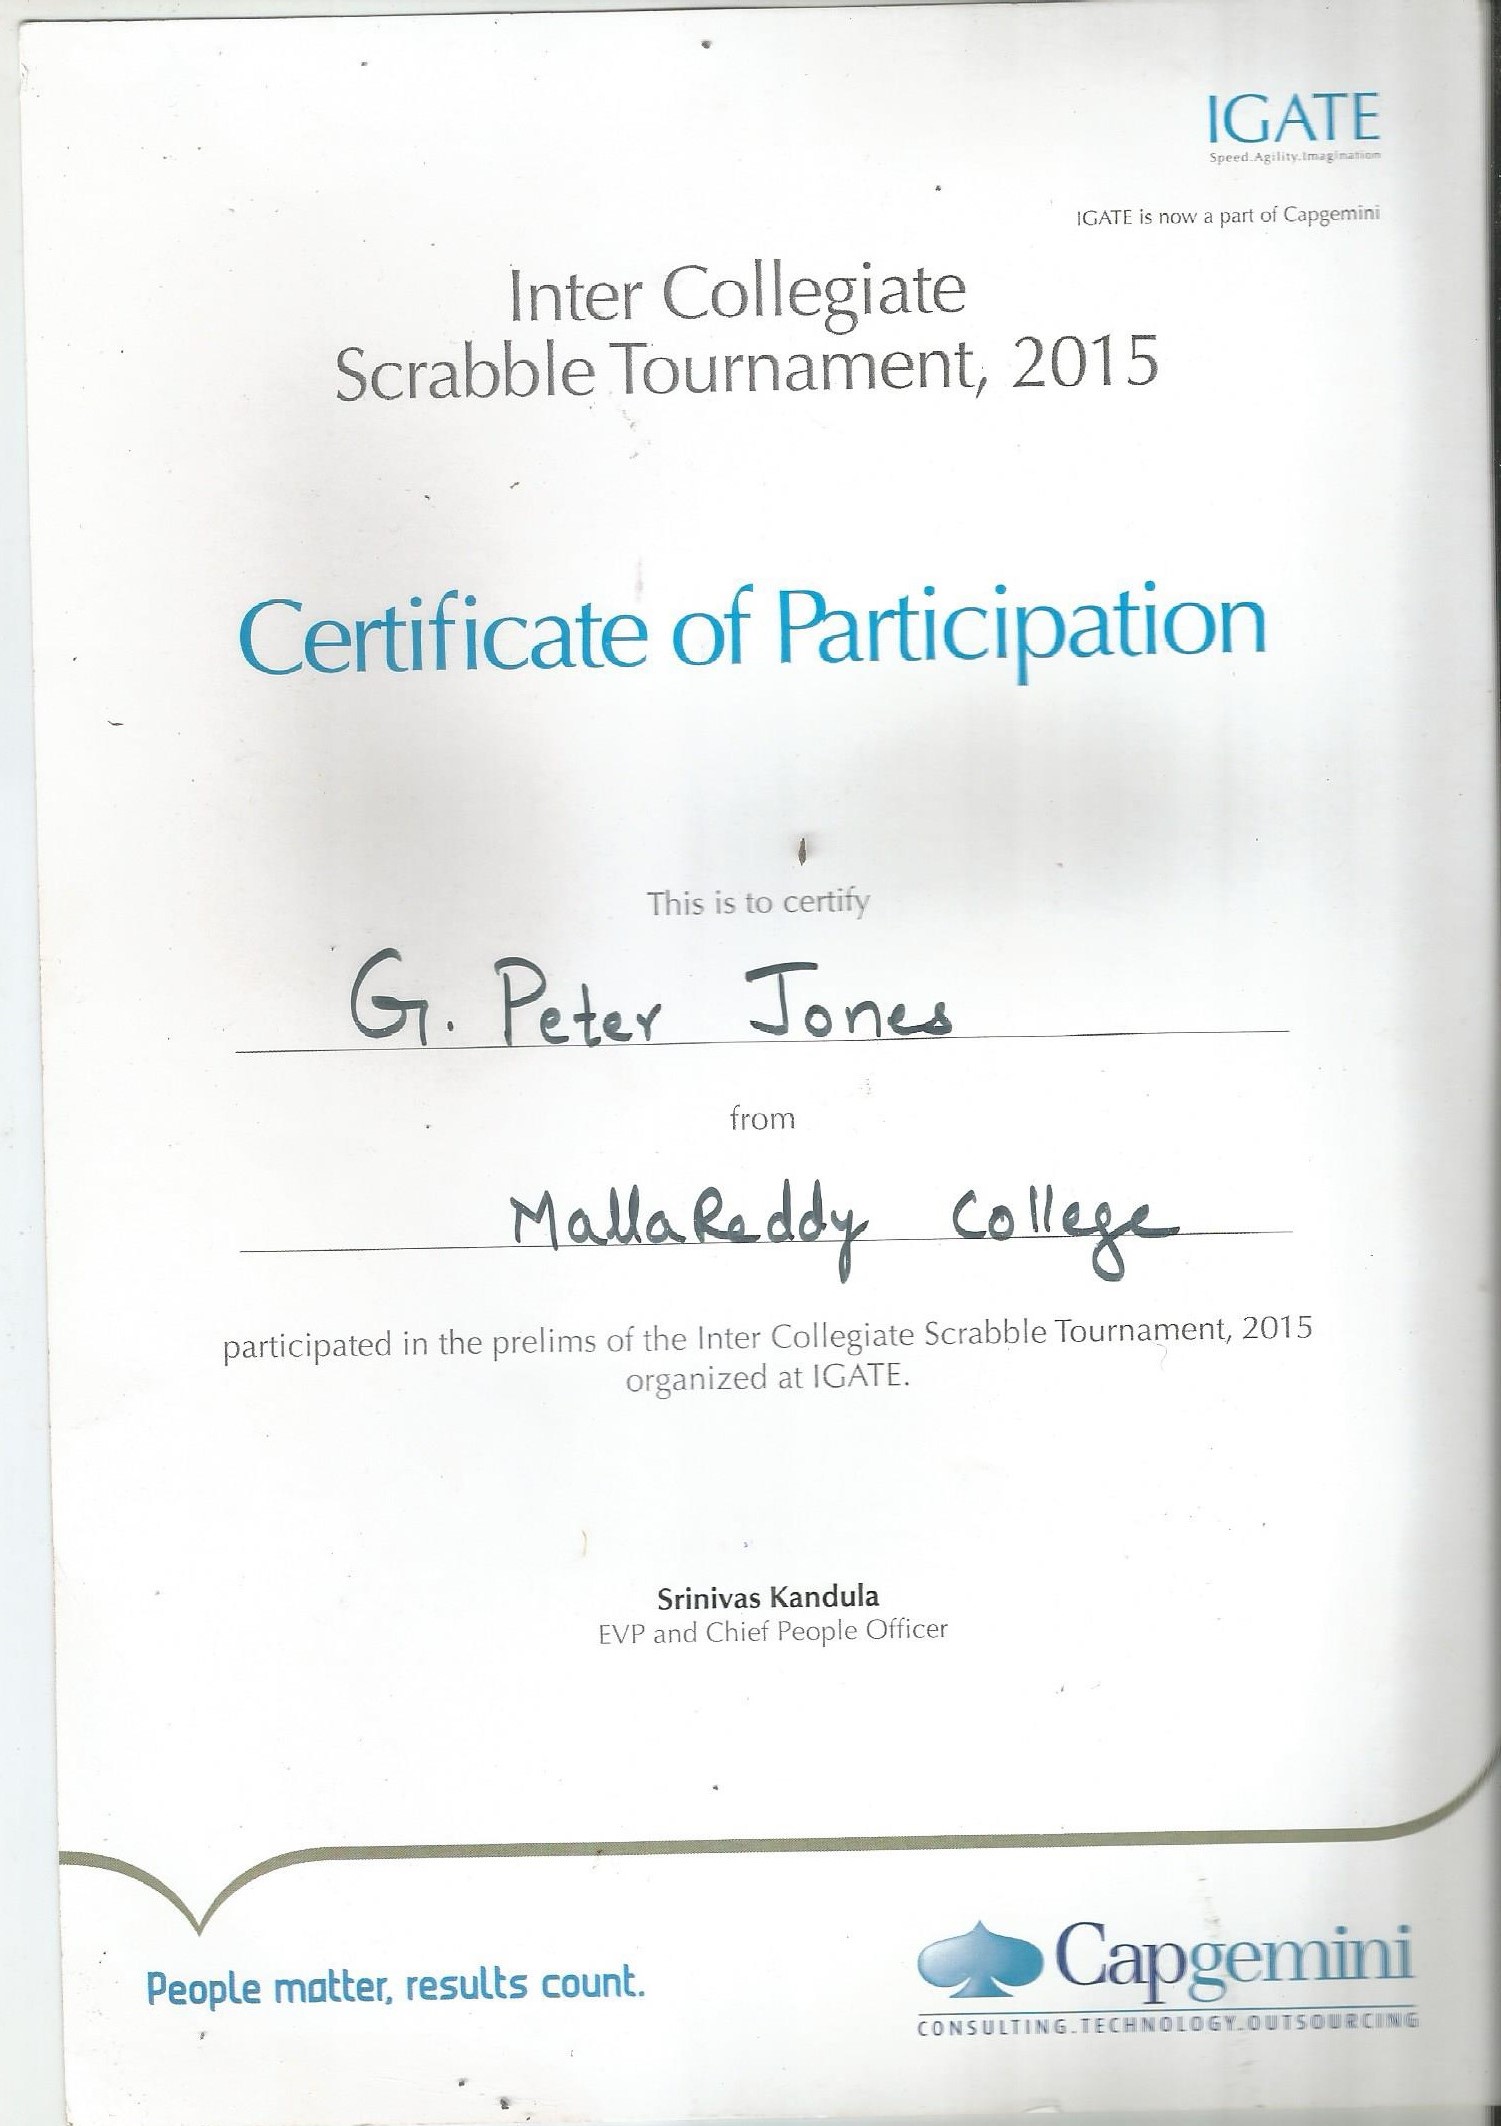 IGATE
Speed.Agility.Imagination
IGATE is now a part of Capgemini
Inter Collegiate
Scrabble Tournament, 2015
Certificate of Participation
This is to certify
G. Peter Jones
from
MallaReddy College
participated in the prelims of the Inter Collegiate Scrabble Tournament, 2015
organized at IGATE.
Srinivas Kandula
EVP and Chief People Officer
People matter, results count.
Capgemini
CONSULTING.TECHNOLOGY.OUTSOURCING